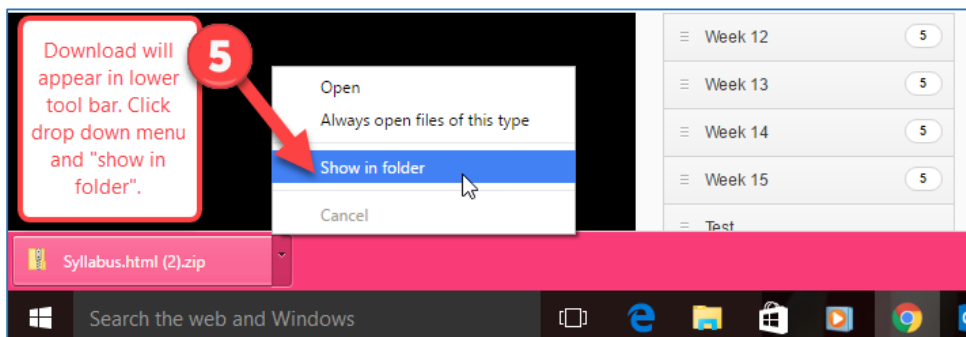 Download will
appear in lower
tool bar. Click
drop down menu
and "show in
folder".
5
Open
Always open files of this type
Show in folder
Cancel
Week 12
5
Week 13
5
Week 14
5
Week 15
5
Test
Syllabus.html (2).zip
Search the web and Windows